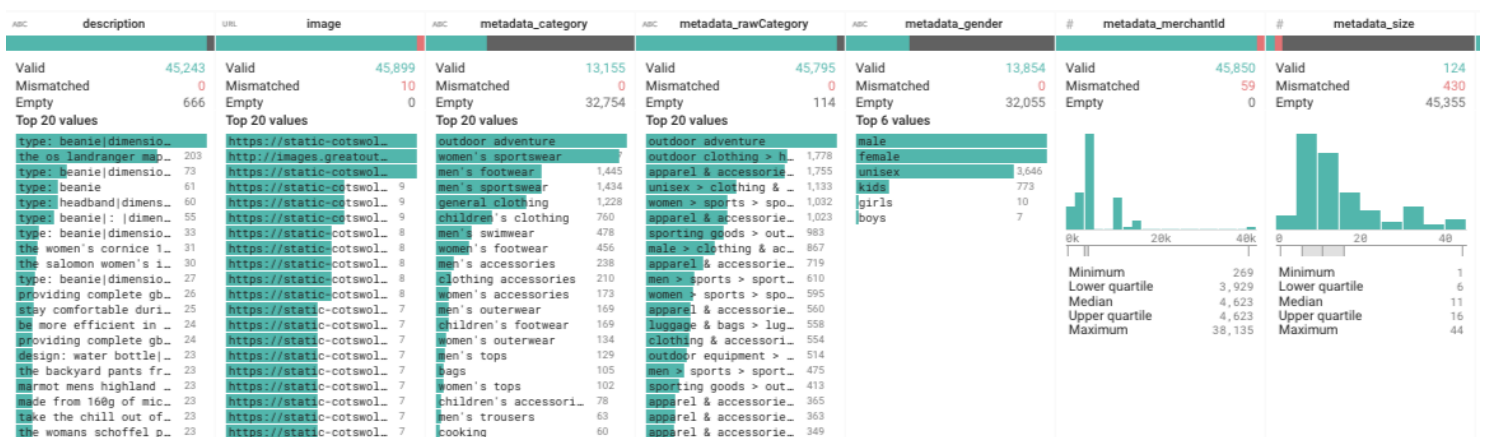 ABC description
Valid 45,243
Mismatched 0
Empty 666
Top 20 values
type: beanie|dimensio…
the os landranger map… 203
type: beanie|dimensio… 73
type: beanie 61
type: headband|dimens… 60
type: beanie|: |dimen… 55
type: beanie|dimensio… 33
the women's cornice l… 31
the salomon women's i… 30
type: beanie|dimensio… 27
providing complete gb… 26
stay comfortable duri… 25
be more efficient in … 24
providing complete gb… 24
design: water bottle|… 23
the backyard pants fr… 23
marmot mens highland … 23
made from 160g of mic… 23
take the chill out of… 23
the womans schoffel p… 23
URL image
Valid 45,899
Mismatched 10
Empty 0
Top 20 values
https://static-cotswol…
http://images.greatout…
https://static-cotswol…
https://static-cotswol… 9
https://static-cotswol… 9
https://static-cotswol… 9
https://static-cotswol… 8
https://static-cotswol… 8
https://static-cotswol… 8
https://static-cotswol… 8
https://static-cotswol… 8
https://static-cotswol… 7
https://static-cotswol… 7
https://static-cotswol… 7
https://static-cotswol… 7
https://static-cotswol… 7
https://static-cotswol… 7
https://static-cotswol… 7
https://static-cotswol… 7
https://static-cotswol… 7
ABC metadata_category
Valid 13,155
Mismatched 0
Empty 32,754
Top 20 values
outdoor adventure
women's sportswear
men's footwear 1,445
men's sportswear 1,434
general clothing 1,228
children's clothing 760
men's swimwear 478
women's footwear 456
men's accessories 238
clothing accessories 210
women's accessories 173
men's outerwear 169
children's footwear 169
women's outerwear 134
men's tops 129
bags 105
women's tops 102
children's accessori… 78
men's trousers 63
cooking 60
ABC metadata_rawCategory
Valid 45,795
Mismatched 0
Empty 114
Top 20 values
outdoor adventure
outdoor clothing > h… 1,778
apparel & accessorie… 1,755
unisex > clothing & … 1,133
women > sports > spo… 1,032
apparel & accessorie… 1,023
sporting goods > out… 983
male > clothing & ac… 867
apparel & accessorie… 719
men > sports > sport… 610
women > sports > spo… 595
apparel & accessorie… 560
luggage & bags > lug… 558
clothing & accessori… 554
outdoor equipment > … 514
men > sports > sport… 475
sporting goods > out… 413
apparel & accessorie… 365
apparel & accessorie… 363
apparel & accessorie… 349
ABC metadata_gender
Valid 13,854
Mismatched 0
Empty 32,055
Top 6 values
male
female
unisex 3,646
kids 773
girls 10
boys 7
# metadata_merchantId
Valid 45,850
Mismatched 59
Empty 0
0k 20k 40k
Minimum 269
Lower quartile 3,929
Median 4,623
Upper quartile 4,623
Maximum 38,135
# metadata_size
Valid 124
Mismatched 430
Empty 45,355
0 20 40
Minimum 1
Lower quartile 6
Median 11
Upper quartile 16
Maximum 44